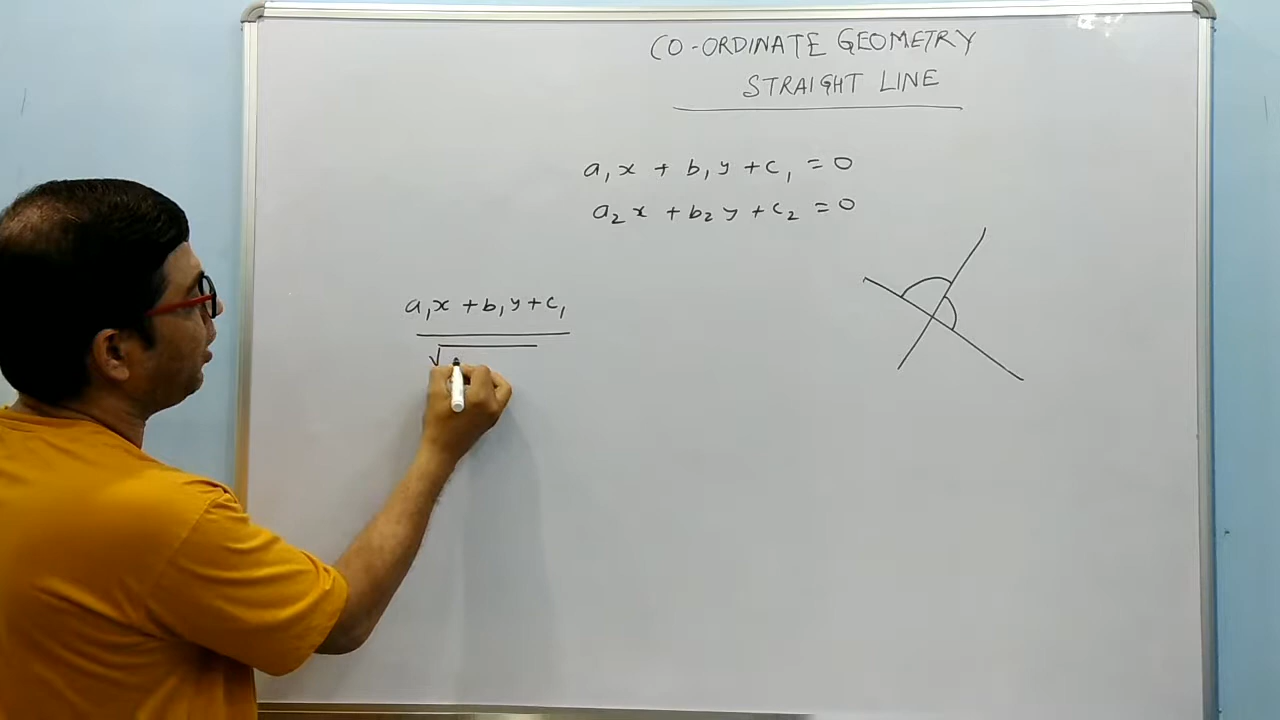 CO-ORDINATE GEOMETRY
STRAIGHT LINE
a₁x + b₁y + c₁ = 0
a₂x + b₂y + c₂ = 0
a₁x + b₁y + c₁
√